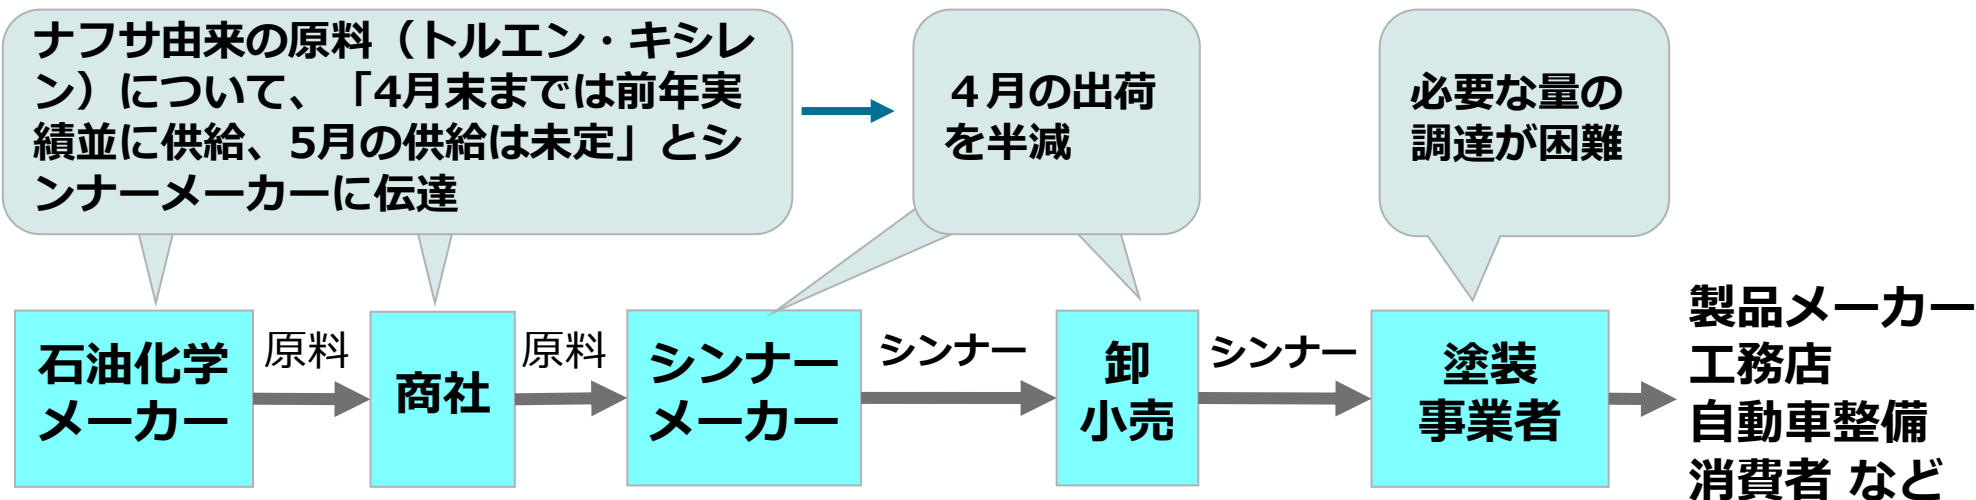 ナフサ由来の原料（トルエン・キシレ
ン）について、「4月末までは前年実
績並に供給、5月の供給は未定」とシ
ンナーメーカーに伝達
４月の出荷
を半減
必要な量の
調達が困難
石油化学
メーカー
原料
商社
原料
シンナー
メーカー
シンナー
卸
小売
シンナー
塗装
事業者
製品メーカー
工務店
自動車整備
消費者 など